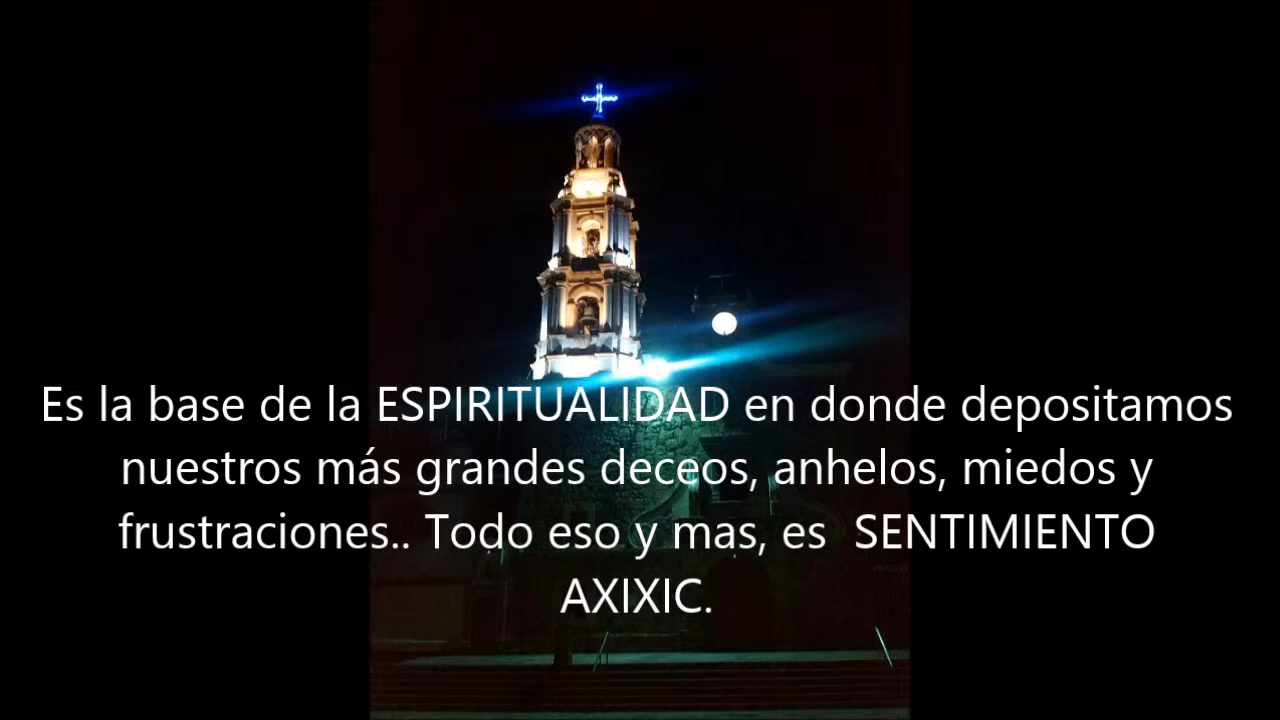 Es la base de la ESPIRITUALIDAD en donde depositamos
nuestros más grandes deceos, anhelos, miedos y
frustraciones.. Todo eso y mas, es  SENTIMIENTO
AXIXIC.